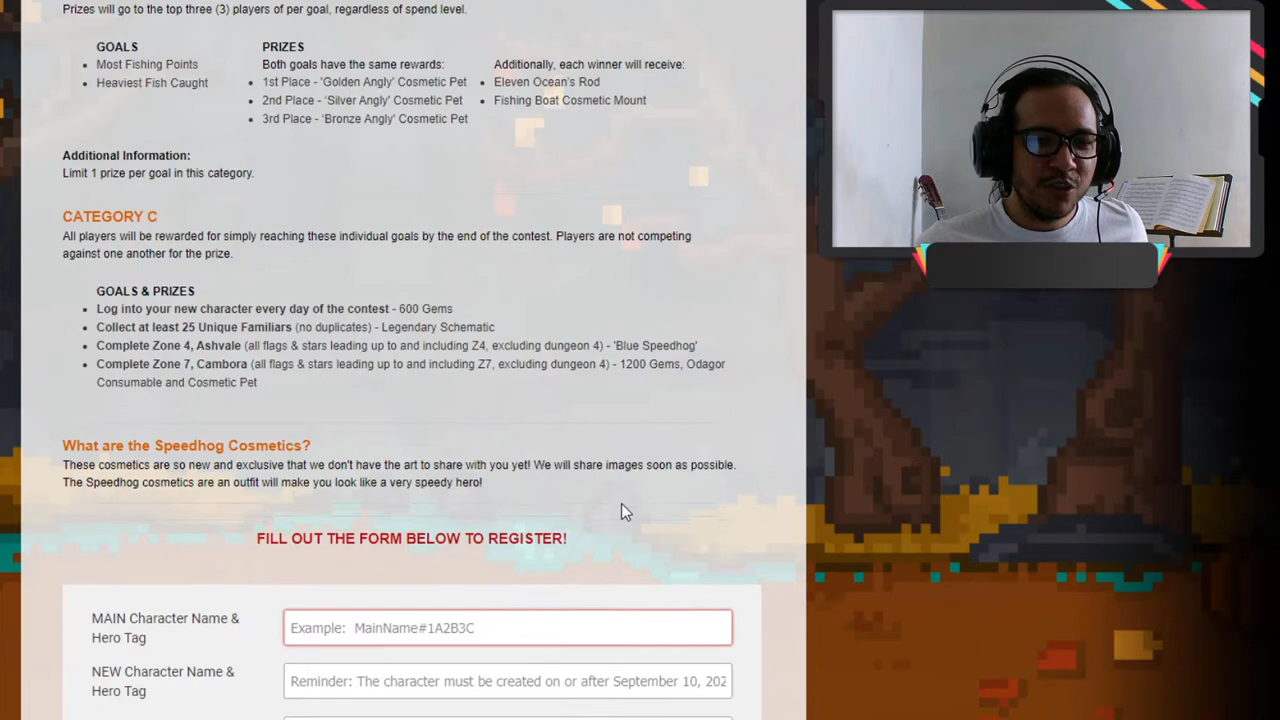 Prizes will go to the top three (3) players of per goal, regardless of spend level.
GOALS
Most Fishing Points
Heaviest Fish Caught
PRIZES
Both goals have the same rewards:
1st Place - 'Golden Angly' Cosmetic Pet
2nd Place - 'Silver Angly' Cosmetic Pet
3rd Place - 'Bronze Angly' Cosmetic Pet
Additionally, each winner will receive:
Eleven Ocean's Rod
Fishing Boat Cosmetic Mount
Additional Information:
Limit 1 prize per goal in this category.
CATEGORY C
All players will be rewarded for simply reaching these individual goals by the end of the contest. Players are not competing
against one another for the prize.
GOALS & PRIZES
Log into your new character every day of the contest - 600 Gems
Collect at least 25 Unique Familiars (no duplicates) - Legendary Schematic
Complete Zone 4, Ashvale (all flags & stars leading up to and including Z4, excluding dungeon 4) - 'Blue Speedhog'
Complete Zone 7, Cambora (all flags & stars leading up to and including Z7, excluding dungeon 4) - 1200 Gems, Odagor
Consumable and Cosmetic Pet
What are the Speedhog Cosmetics?
These cosmetics are so new and exclusive that we don't have the art to share with you yet! We will share images soon as possible.
The Speedhog cosmetics are an outfit will make you look like a very speedy hero!
FILL OUT THE FORM BELOW TO REGISTER!
MAIN Character Name &
Hero Tag
Example: MainName#1A2B3C
NEW Character Name &
Hero Tag
Reminder: The character must be created on or after September 10, 202